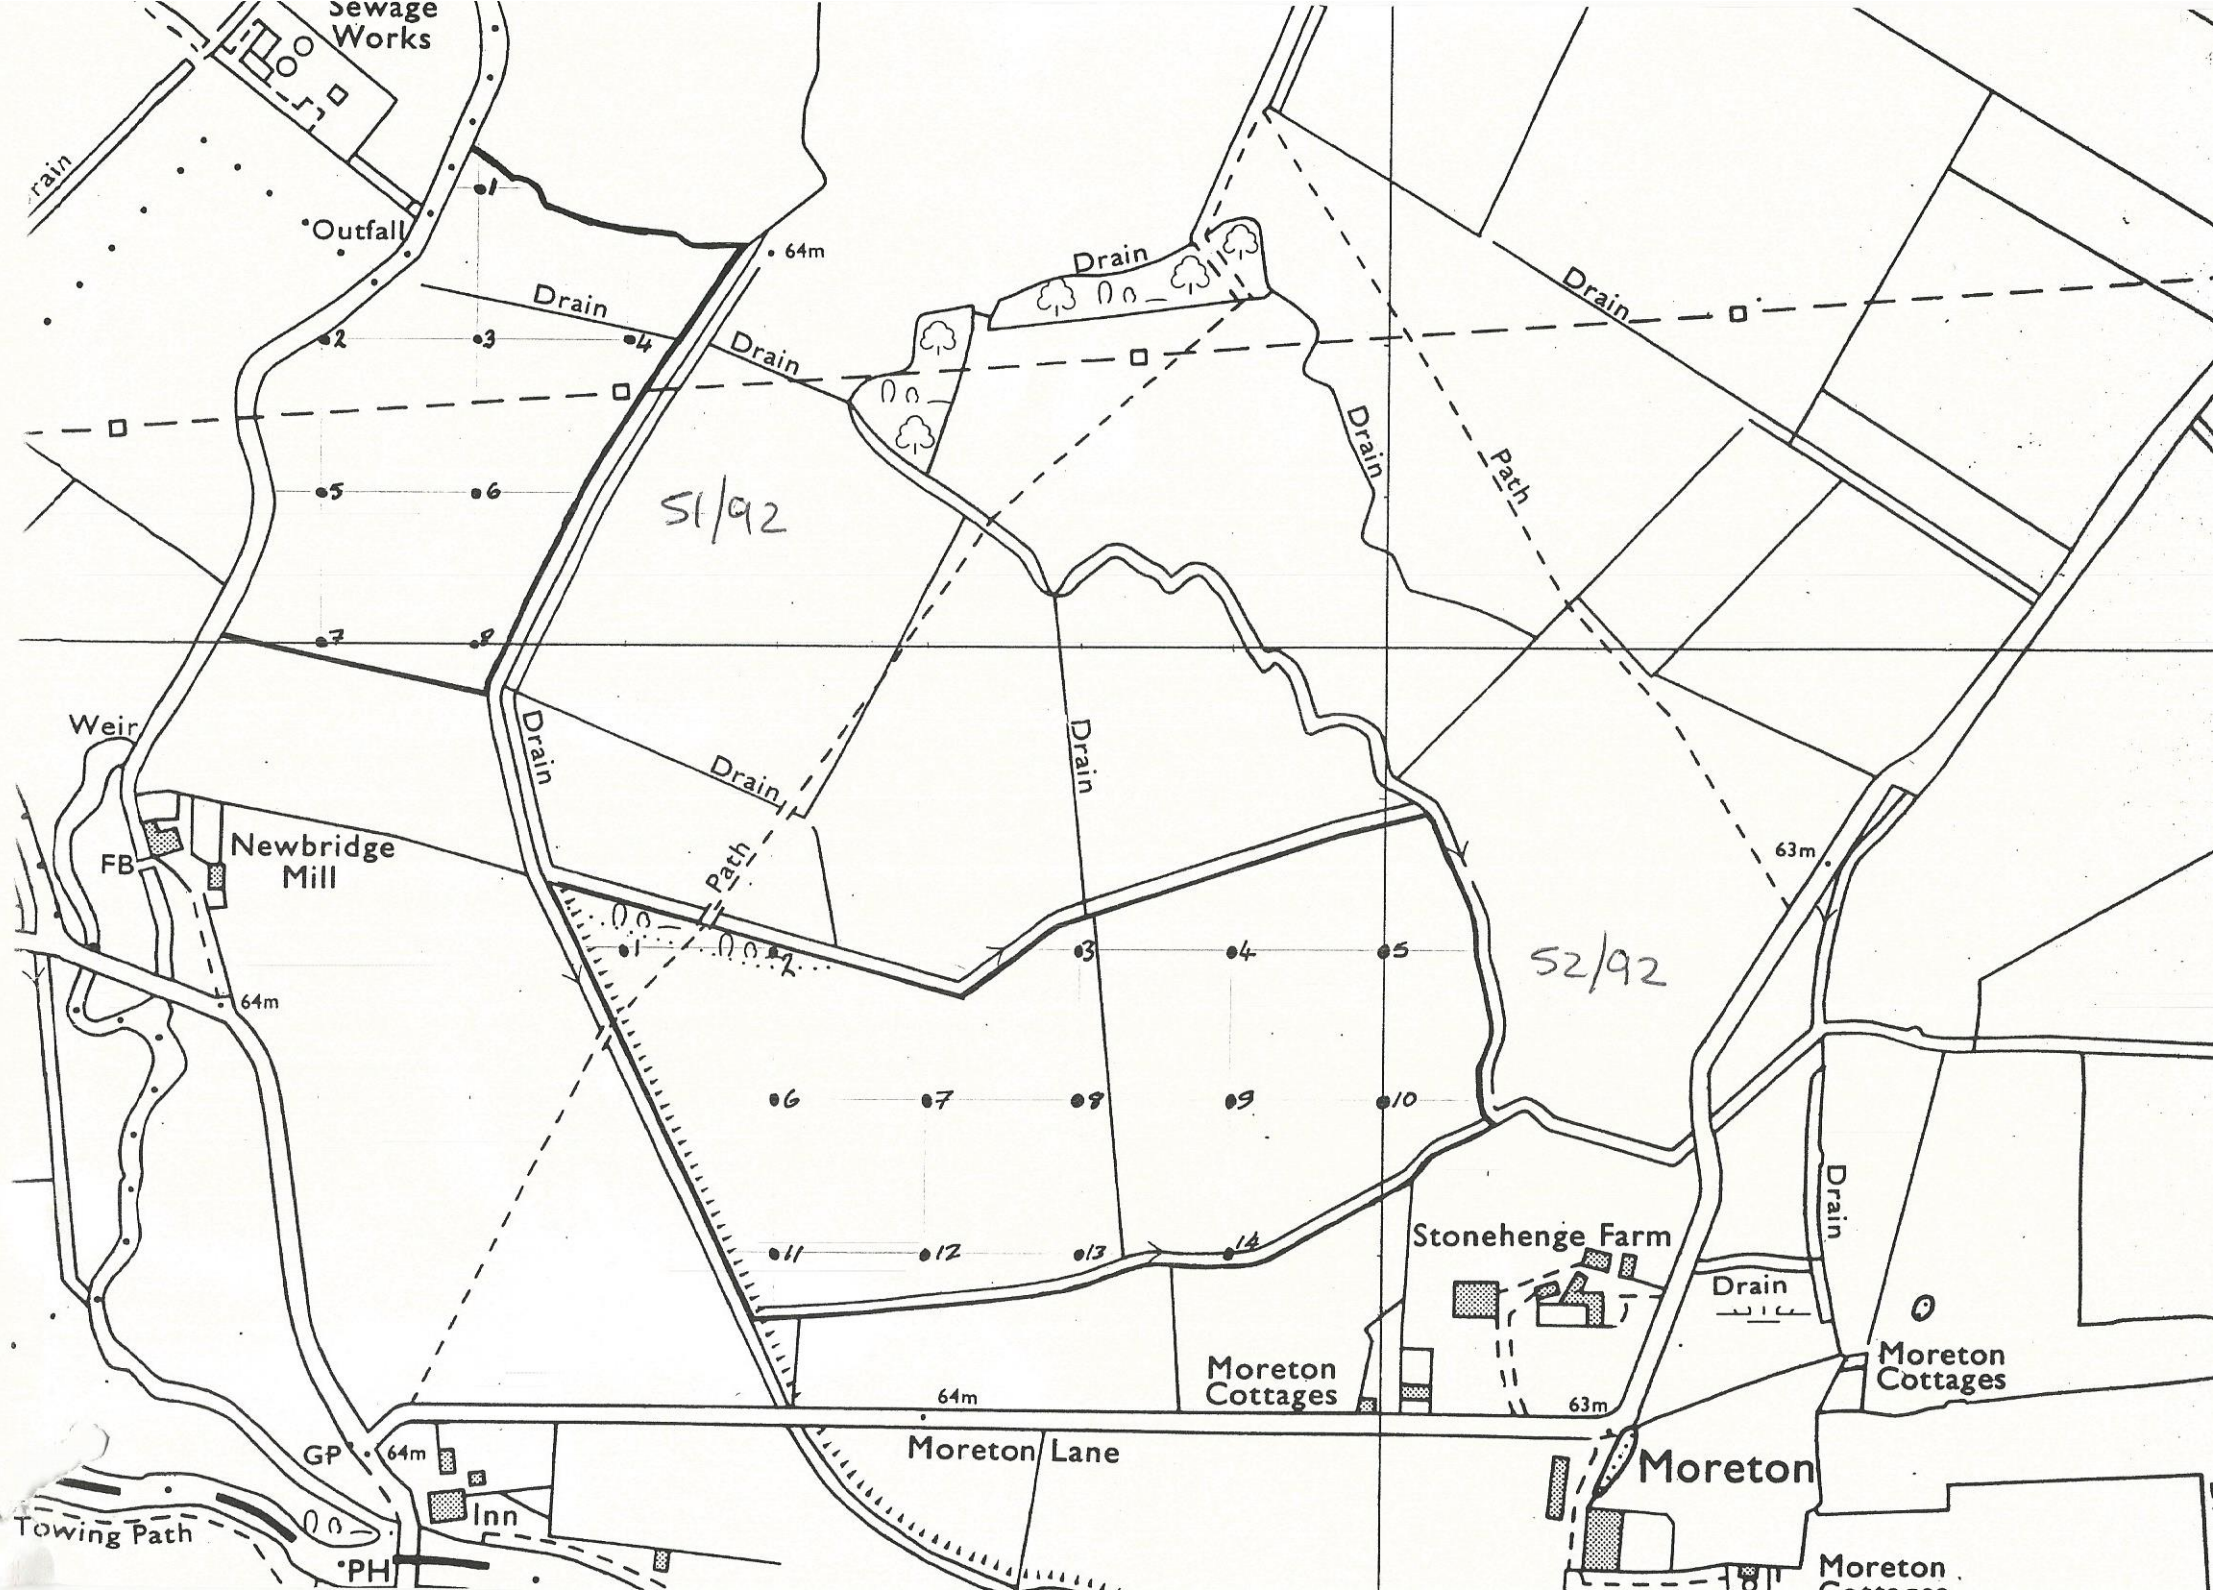 Sewage
Works
rain
1
Outfall
64m
Drain
Drain
Drain
Drain
2
3
4
Drain
Drain
Path
5
6
51/92
7
8
Weir
Drain
Drain
Drain
Newbridge
Mill
FB
Path
63m
1
2
3
4
5
52/92
64m
6
7
8
9
10
Drain
Stonehenge Farm
11
12
13
14
Drain
Moreton
Cottages
Moreton
Cottages
64m
63m
GP
64m
Moreton Lane
Moreton
Inn
Towing Path
PH
Moreton
Cottages